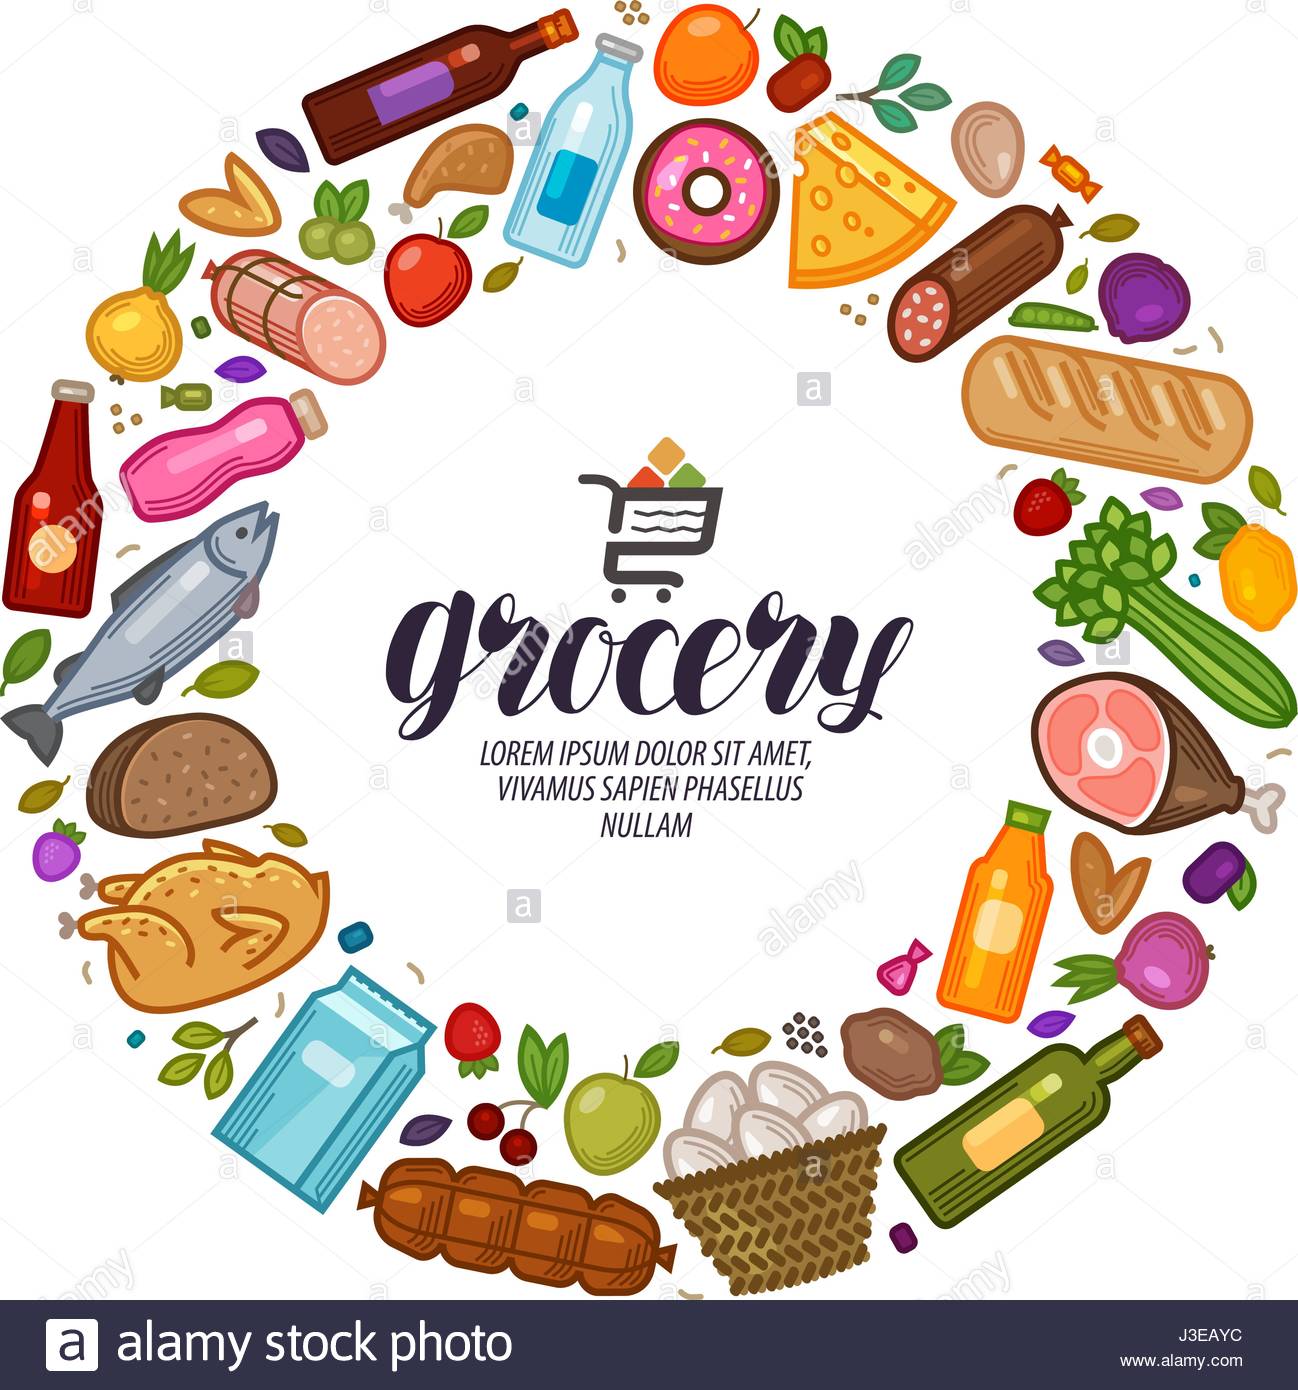 grocery
LOREM IPSUM DOLOR SIT AMET,
VIVAMUS SAPIEN PHASELLUS
NULLAM
a alamy stock photo
J3EAYC
www.alamy.com